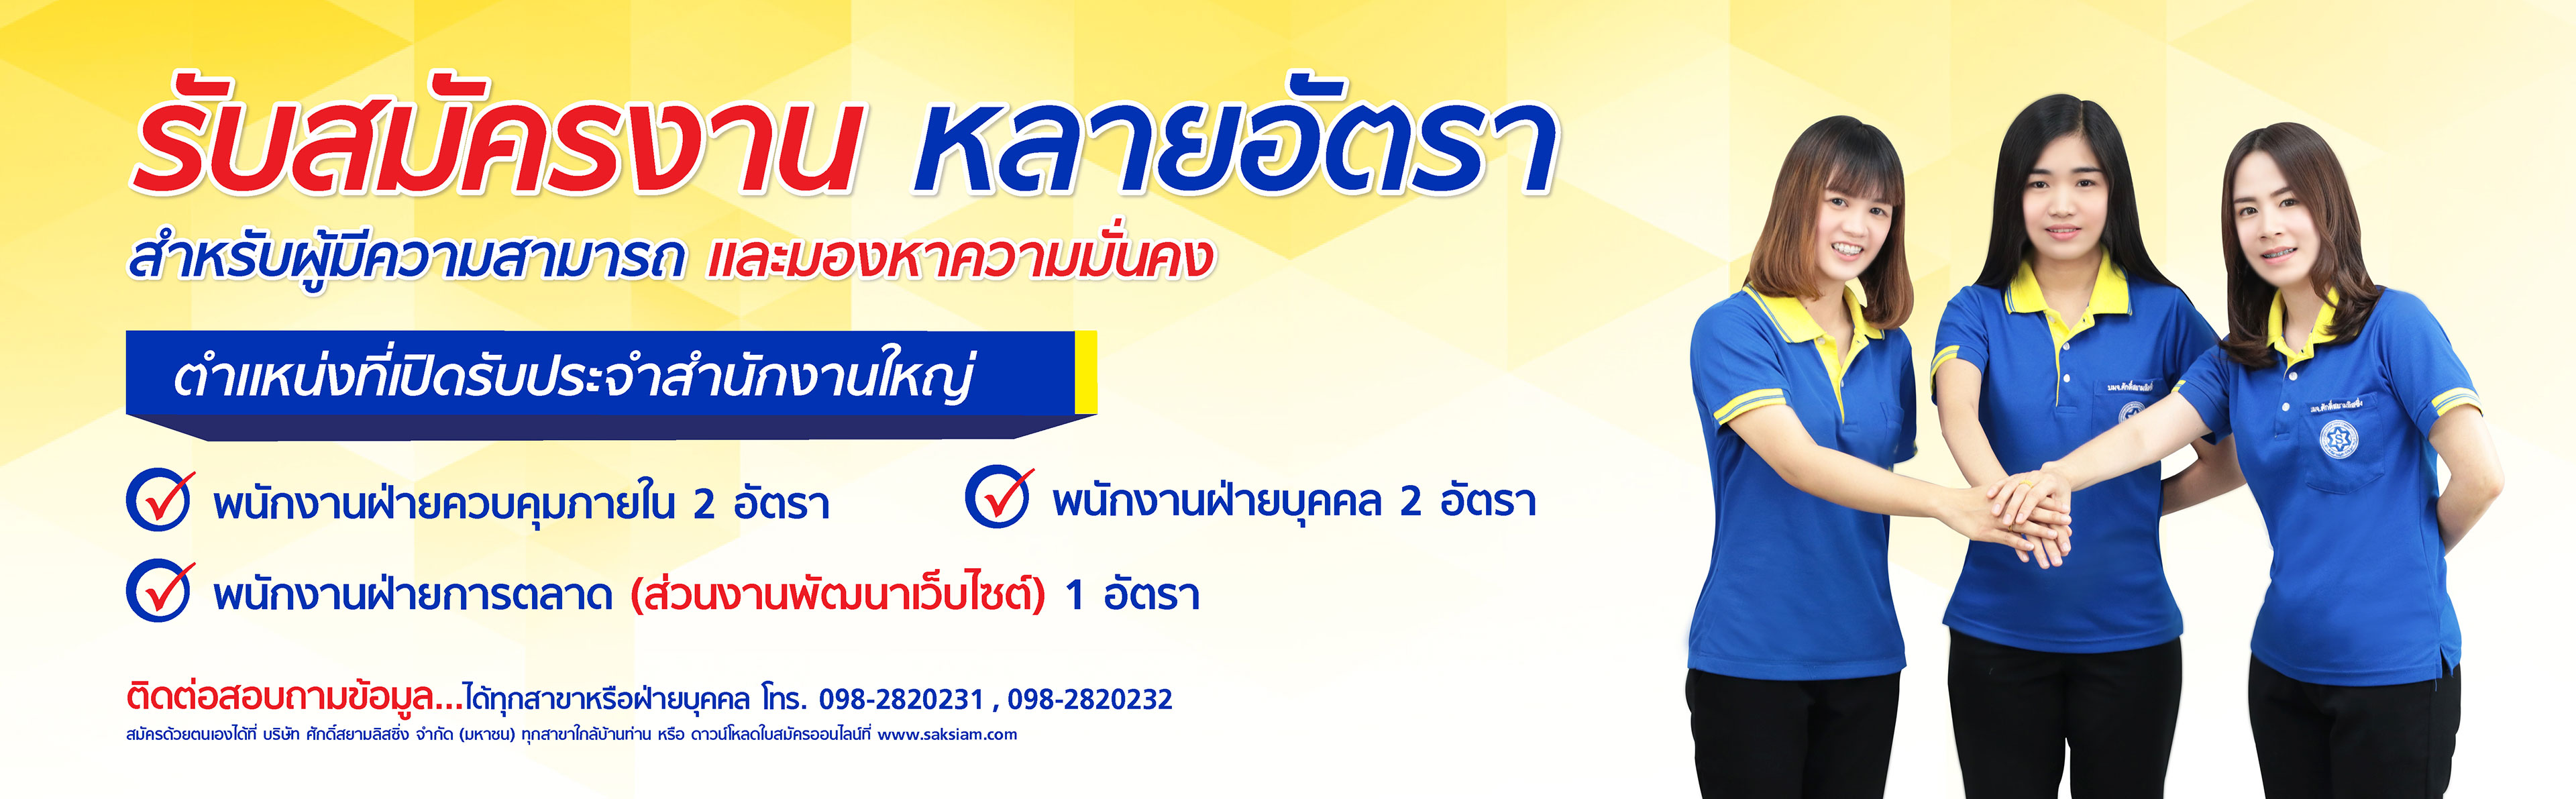 รับสมัครงาน หลายอัตรา
สำหรับผู้มีความสามารถ และมองหาความมั่นคง
ตำแหน่งที่เปิดรับประจำสำนักงานใหญ่
พนักงานฝ่ายควบคุมภายใน 2 อัตรา
พนักงานฝ่ายบุคคล 2 อัตรา
พนักงานฝ่ายการตลาด (ส่วนงานพัฒนาเว็บไซต์) 1 อัตรา
ติดต่อสอบถามข้อมูล...ได้ทุกสาขาหรือฝ่ายบุคคล โทร. 098-2820231 , 098-2820232
สมัครด้วยตนเองได้ที่ บริษัท ศักดิ์สยามลิสซิ่ง จำกัด (มหาชน) ทุกสาขาใกล้บ้านท่าน หรือ ดาวน์โหลดใบสมัครออนไลน์ที่ www.saksiam.com